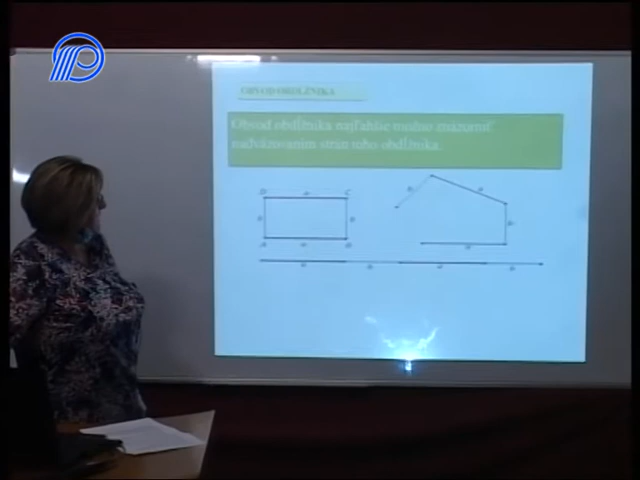 OBVOD OBDĹŽNIKA
Obvod obdĺžnika najľahšie možno znázorniť
nadväzovaním strán toho obdĺžnika.
D a C
A a B